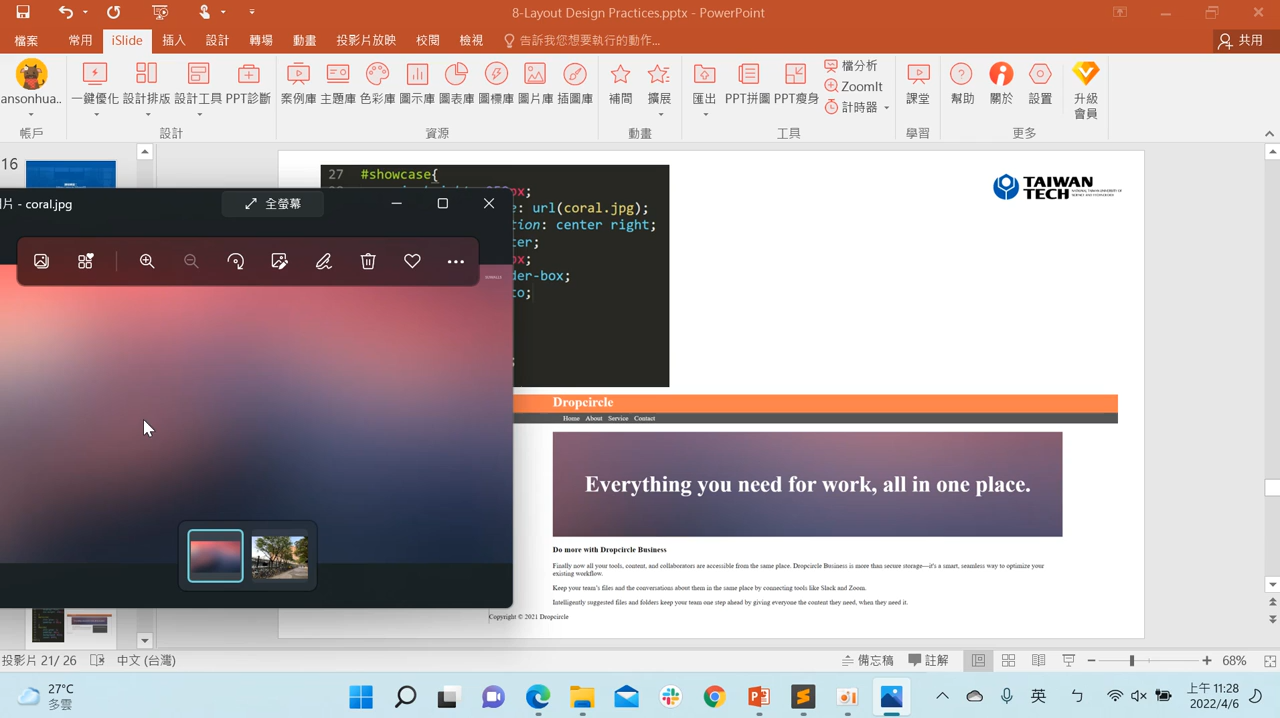 8-Dropcircle
檔案 常用 iSlide 插入 設計 轉場 動畫 投影片放映 校閱 檢視 告訴我您想要執行的動作... 共用
ansonhua.. 一鍵優化 設計排版 設計工具 PPT診斷 案例庫 主題庫 色彩庫 圖示庫 圖表庫 圖標庫 圖片庫 插圖庫 補間 擴展 匯出 PPT拼圖 PPT瘦身 課堂 幫助 關於 設置 升級
會員
檔分析
ZoomIt
計時器
帳戶 設計 資源 動畫 工具 學習 更多
16
27 #showcase{
px;
: url(coral.jpg);
tion: center right;
ter;
px;
der-box;
to;
;
片 - coral.jpg
TAIWAN
TECH
NATIONAL TAIWAN UNIVERSITY OF
SCIENCE AND TECHNOLOGY
Dropcircle
Home About Service Contact
Everything you need for work, all in one place.
Do more with Dropcircle Business
Finally now all your tools, content, and collaborators are accessible from the same place. Dropcircle Business is more than secure storage—it's a smart, seamless way to optimize your
existing workflow.
Keep your team's files and the conversations about them in the same place by connecting tools like Slack and Zoom.
Intelligently suggested files and folders keep your team one step ahead by giving everyone the content they need, when they need it.
Copyright © 2021 Dropcircle
投影片 21/ 26 中文 (台灣) 備忘稿 註解 68%
27°C
多雲
英
上午 11:28
2022/4/6